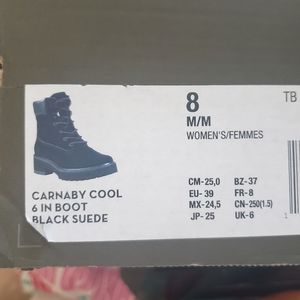 8
TB
M/M
WOMEN'S/FEMMES
CARNABY COOL
6 IN BOOT
BLACK SUEDE
CM-25,0 BZ-37
EU- 39 FR-8
MX-24,5 CN-250(1.5)
JP- 25 UK-6
1